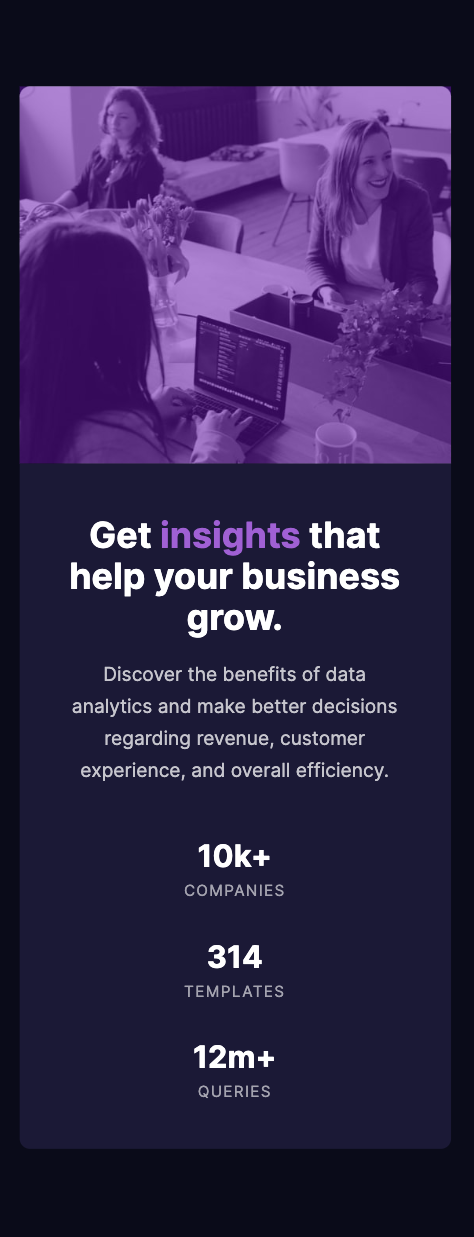 Get insights that
help your business
grow.
Discover the benefits of data
analytics and make better decisions
regarding revenue, customer
experience, and overall efficiency.
10k+
COMPANIES
314
TEMPLATES
12m+
QUERIES